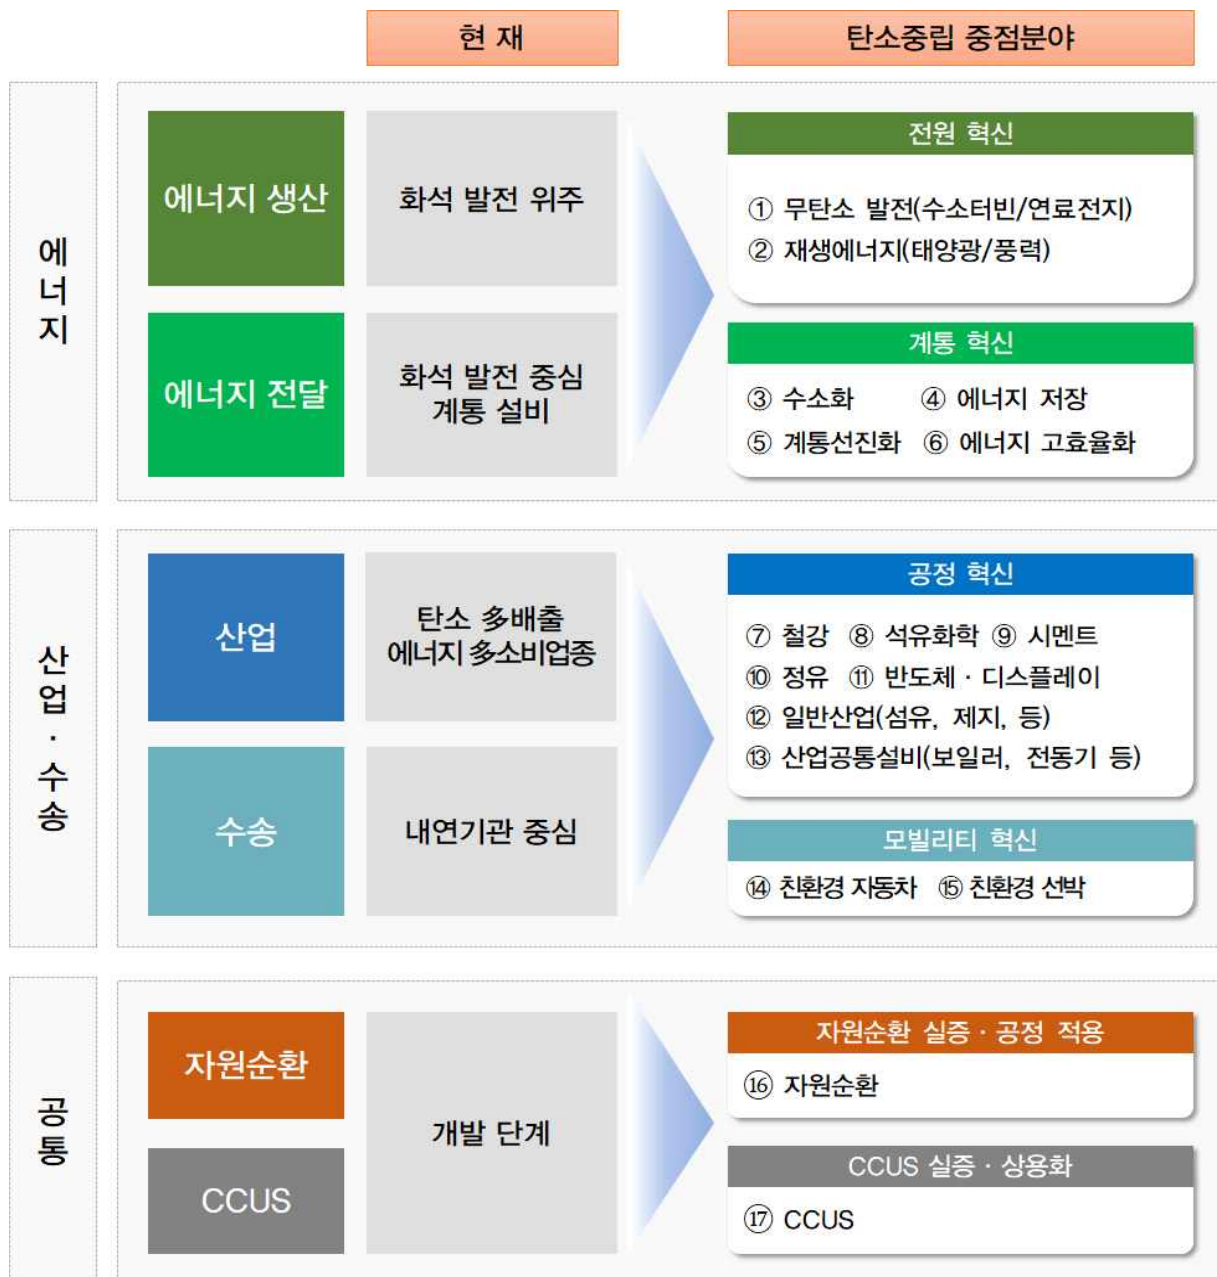 현 재
탄소중립 중점분야
에너지
에너지 생산
화석 발전 위주
전원 혁신
① 무탄소 발전(수소터빈/연료전지)
② 재생에너지(태양광/풍력)
에너지 전달
화석 발전 중심
계통 설비
계통 혁신
③ 수소화 ④ 에너지 저장
⑤ 계통선진화 ⑥ 에너지 고효율화
산업·수송
산업
탄소 多배출
에너지 多소비업종
공정 혁신
⑦ 철강 ⑧ 석유화학 ⑨ 시멘트
⑩ 정유 ⑪ 반도체 · 디스플레이
⑫ 일반산업(섬유, 제지, 등)
⑬ 산업공통설비(보일러, 전동기 등)
수송
내연기관 중심
모빌리티 혁신
⑭ 친환경 자동차 ⑮ 친환경 선박
공통
자원순환
개발 단계
자원순환 실증 · 공정 적용
⑯ 자원순환
CCUS
CCUS 실증 · 상용화
⑰ CCUS